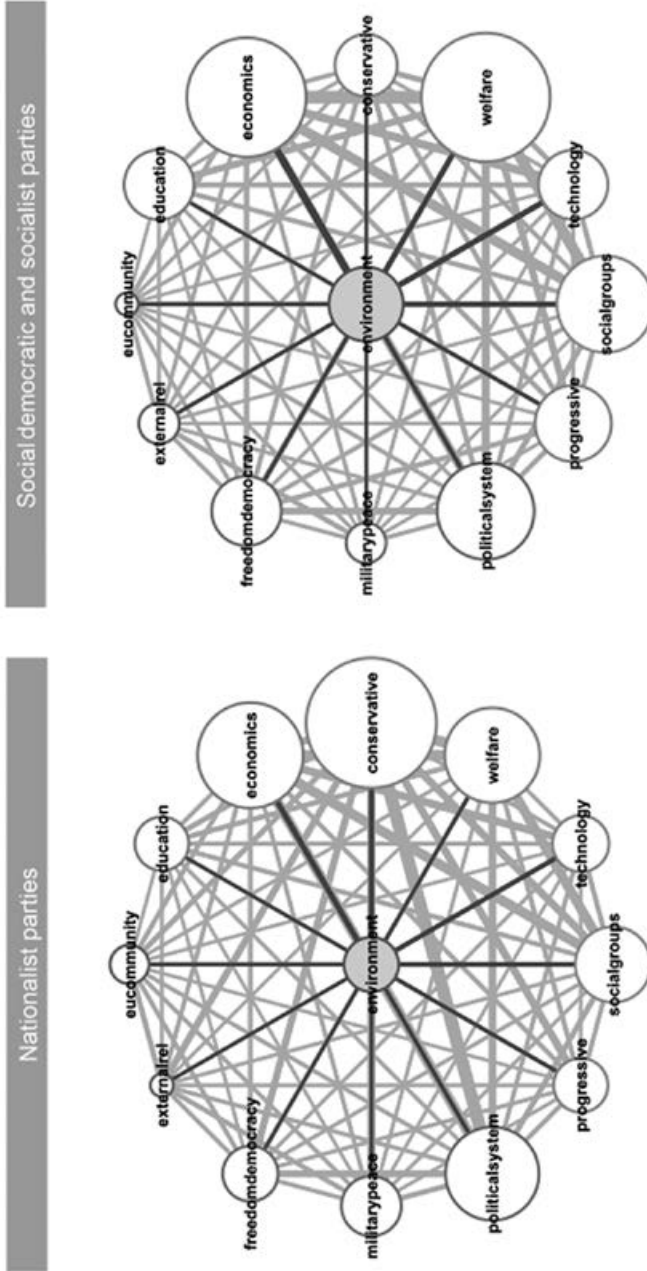 Nationalist parties
eucommunity
education
externalrel
economics
freedomdemocracy
environment
conservative
militarypeace
welfare
politicalsystem
technology
progressive
socialgroups
Social democratic and socialist parties
eucommunity
education
externalrel
economics
freedomdemocracy
environment
conservative
militarypeace
welfare
politicalsystem
technology
progressive
socialgroups